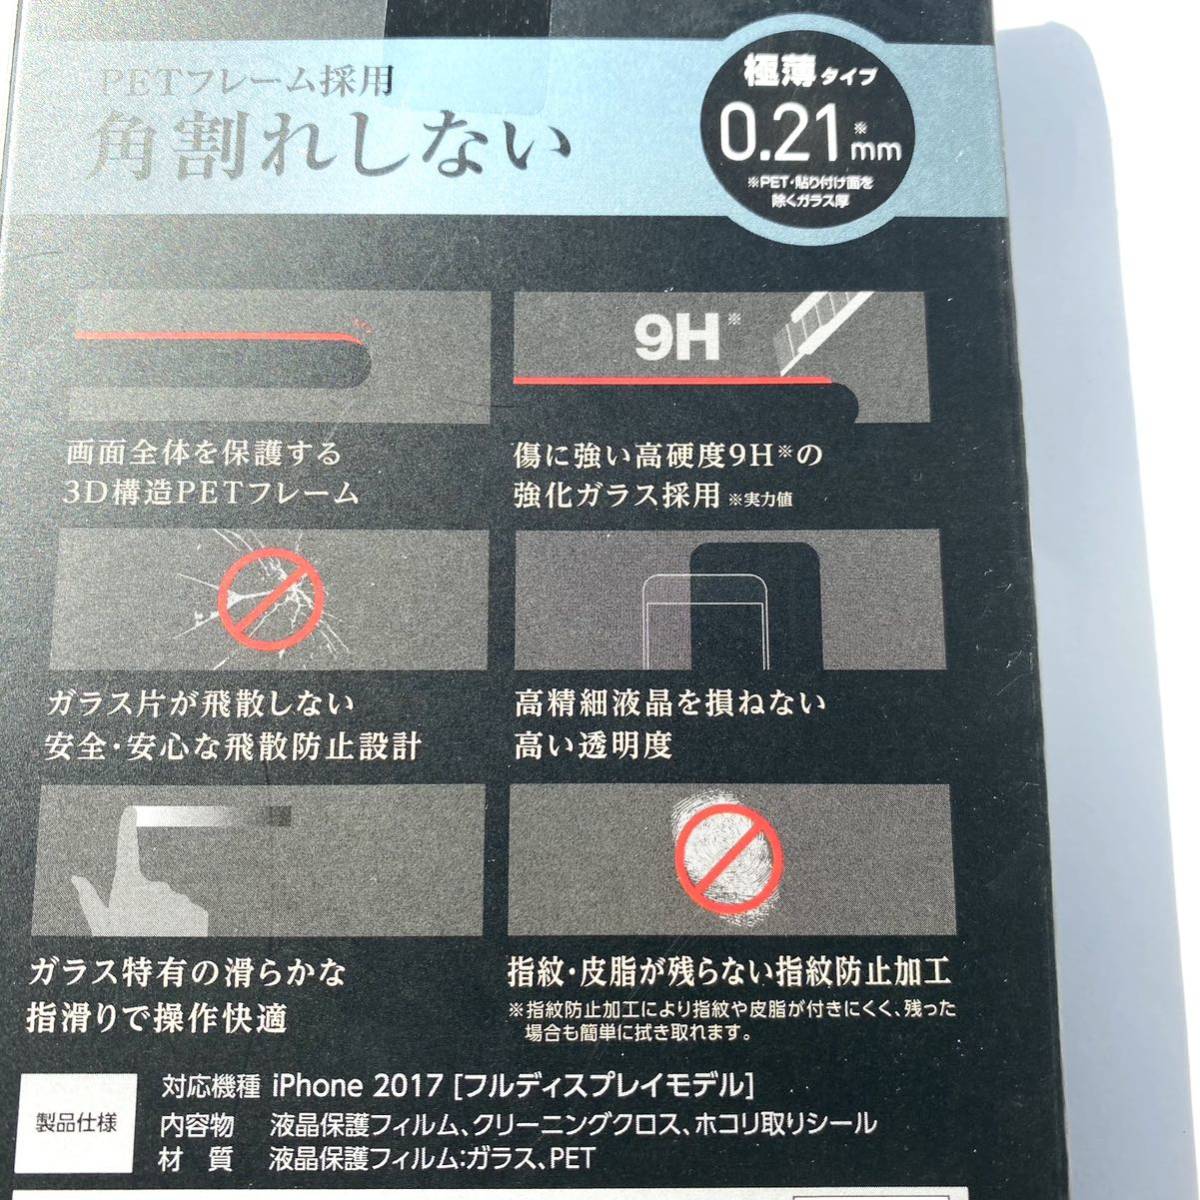 PETフレーム採用
角割れしない
極薄タイプ
0.21※mm
※PET・貼り付け面を
除くガラス厚
9H※
画面全体を保護する
3D構造PETフレーム
傷に強い高硬度9H※の
強化ガラス採用 ※実力値
ガラス片が飛散しない
安全・安心な飛散防止設計
高精細液晶を損ねない
高い透明度
ガラス特有の滑らかな
指滑りで操作快適
指紋・皮脂が残らない指紋防止加工
※指紋防止加工により指紋や皮脂が付きにくく、残った
場合も簡単に拭き取れます。
製品仕様
対応機種 iPhone 2017 [フルディスプレイモデル]
内容物 液晶保護フィルム、クリーニングクロス、ホコリ取りシール
材質 液晶保護フィルム:ガラス、PET